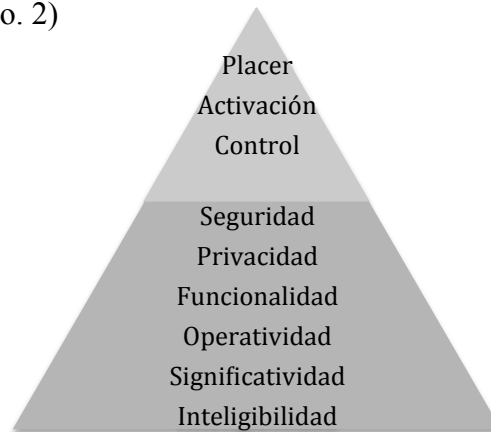 o. 2)
Placer
Activación
Control
Seguridad
Privacidad
Funcionalidad
Operatividad
Significatividad
Inteligibilidad